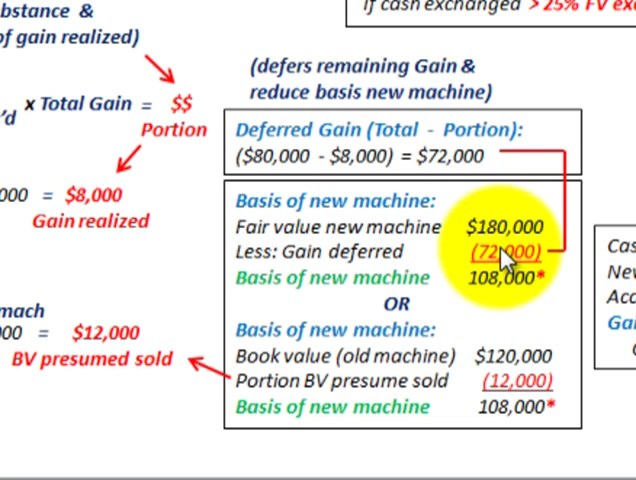 bstance &
of gain realized)
if cash exchanged > 25% FV exc
(defers remaining Gain &
reduce basis new machine)
'd x Total Gain = $$
Portion
Deferred Gain (Total - Portion):
($80,000 - $8,000) = $72,000
000 = $8,000
Gain realized
Basis of new machine:
Fair value new machine $180,000
Less: Gain deferred (72,000)
Basis of new machine 108,000*
OR
Basis of new machine:
Book value (old machine) $120,000
Portion BV presume sold (12,000)
Basis of new machine 108,000*
mach
000 = $12,000
BV presumed sold
Cas
Nev
Acc
Gai